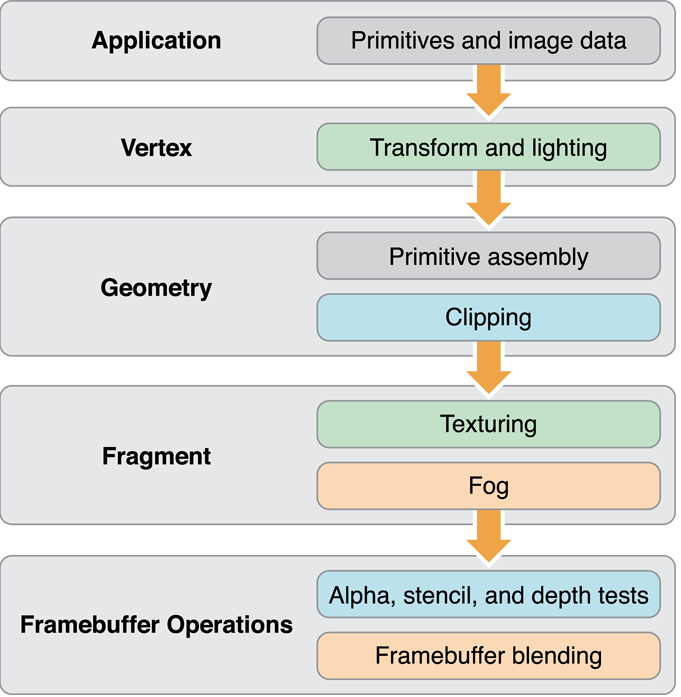 Application
Primitives and image data
Vertex
Transform and lighting
Geometry
Primitive assembly
Clipping
Fragment
Texturing
Fog
Framebuffer Operations
Alpha, stencil, and depth tests
Framebuffer blending